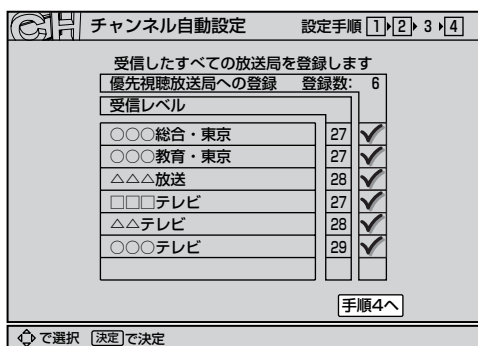 CH チャンネル自動設定 設定手順 1 2 3 4
受信したすべての放送局を登録します
優先視聴放送局への登録 登録数: 6
受信レベル
○○○総合・東京 27
○○○教育・東京 27
△△△放送 28
□□□テレビ 27
△△テレビ 28
○○○テレビ 29
手順4へ
で選択 決定 で決定